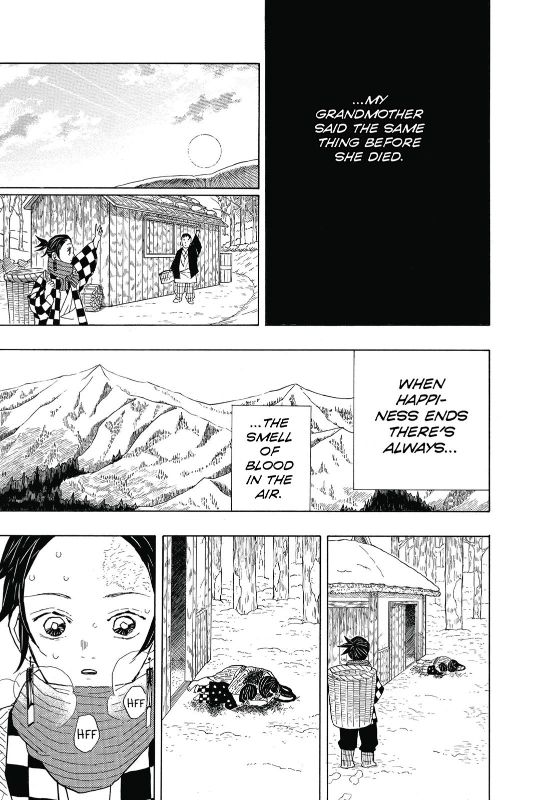 ...MY
GRANDMOTHER
SAID THE SAME
THING BEFORE
SHE DIED.
WHEN
HAPPI-
NESS ENDS
THERE'S
ALWAYS...
...THE
SMELL
OF
BLOOD
IN THE
AIR.
HFF
HFF